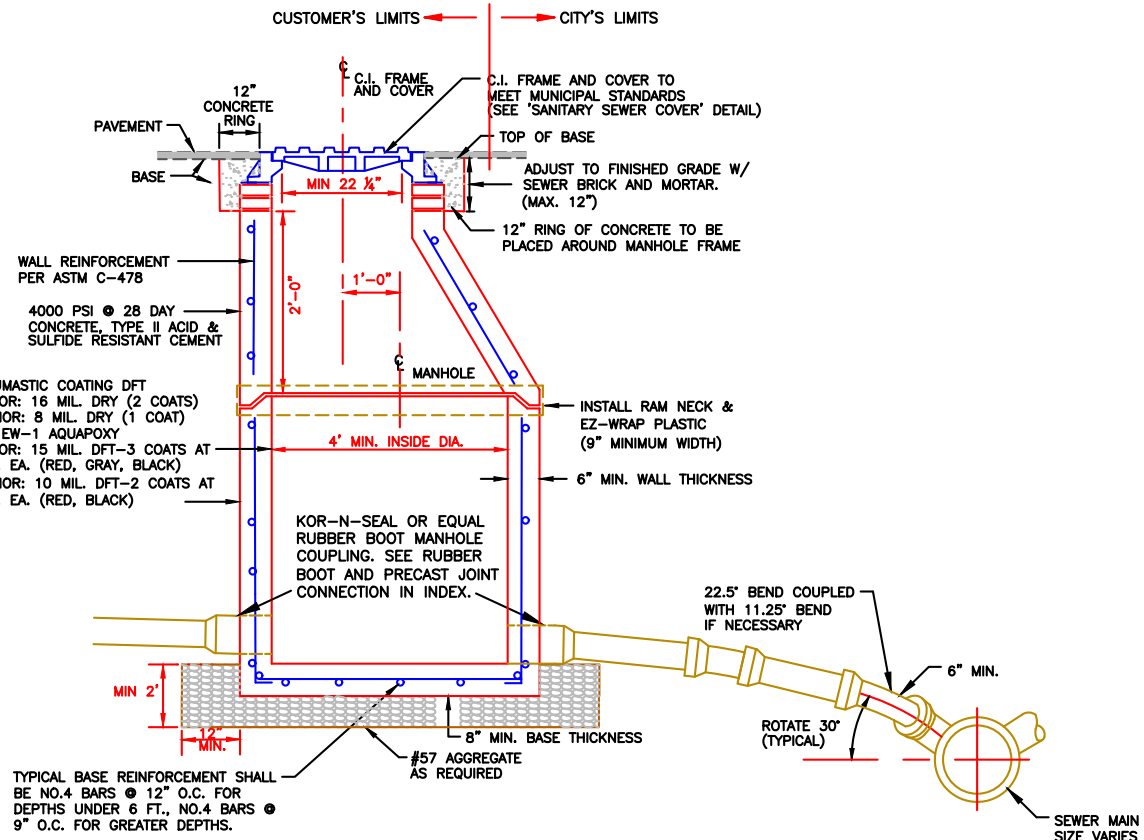 CUSTOMER'S LIMITS
CITY'S LIMITS
℄ C.I. FRAME
AND COVER
C.I. FRAME AND COVER TO
MEET MUNICIPAL STANDARDS
(SEE 'SANITARY SEWER COVER' DETAIL)
12"
CONCRETE
RING
PAVEMENT
TOP OF BASE
BASE
ADJUST TO FINISHED GRADE W/
SEWER BRICK AND MORTAR.
(MAX. 12")
MIN 22 ¼"
12" RING OF CONCRETE TO BE
PLACED AROUND MANHOLE FRAME
WALL REINFORCEMENT
PER ASTM C-478
2'-0"
1'-0"
4000 PSI @ 28 DAY
CONCRETE, TYPE II ACID &
SULFIDE RESISTANT CEMENT
℄ MANHOLE
UMASTIC COATING DFT
OR: 16 MIL. DRY (2 COATS)
IOR: 8 MIL. DRY (1 COAT)
EW-1 AQUAPOXY
OR: 15 MIL. DFT-3 COATS AT
. EA. (RED, GRAY, BLACK)
IOR: 10 MIL. DFT-2 COATS AT
. EA. (RED, BLACK)
INSTALL RAM NECK &
EZ-WRAP PLASTIC
(9" MINIMUM WIDTH)
4' MIN. INSIDE DIA.
6" MIN. WALL THICKNESS
KOR-N-SEAL OR EQUAL
RUBBER BOOT MANHOLE
COUPLING. SEE RUBBER
BOOT AND PRECAST JOINT
CONNECTION IN INDEX.
22.5° BEND COUPLED
WITH 11.25° BEND
IF NECESSARY
6" MIN.
MIN 2'
ROTATE 30°
(TYPICAL)
12"
MIN.
8" MIN. BASE THICKNESS
#57 AGGREGATE
AS REQUIRED
TYPICAL BASE REINFORCEMENT SHALL
BE NO.4 BARS @ 12" O.C. FOR
DEPTHS UNDER 6 FT., NO.4 BARS @
9" O.C. FOR GREATER DEPTHS.
SEWER MAIN
SIZE VARIES